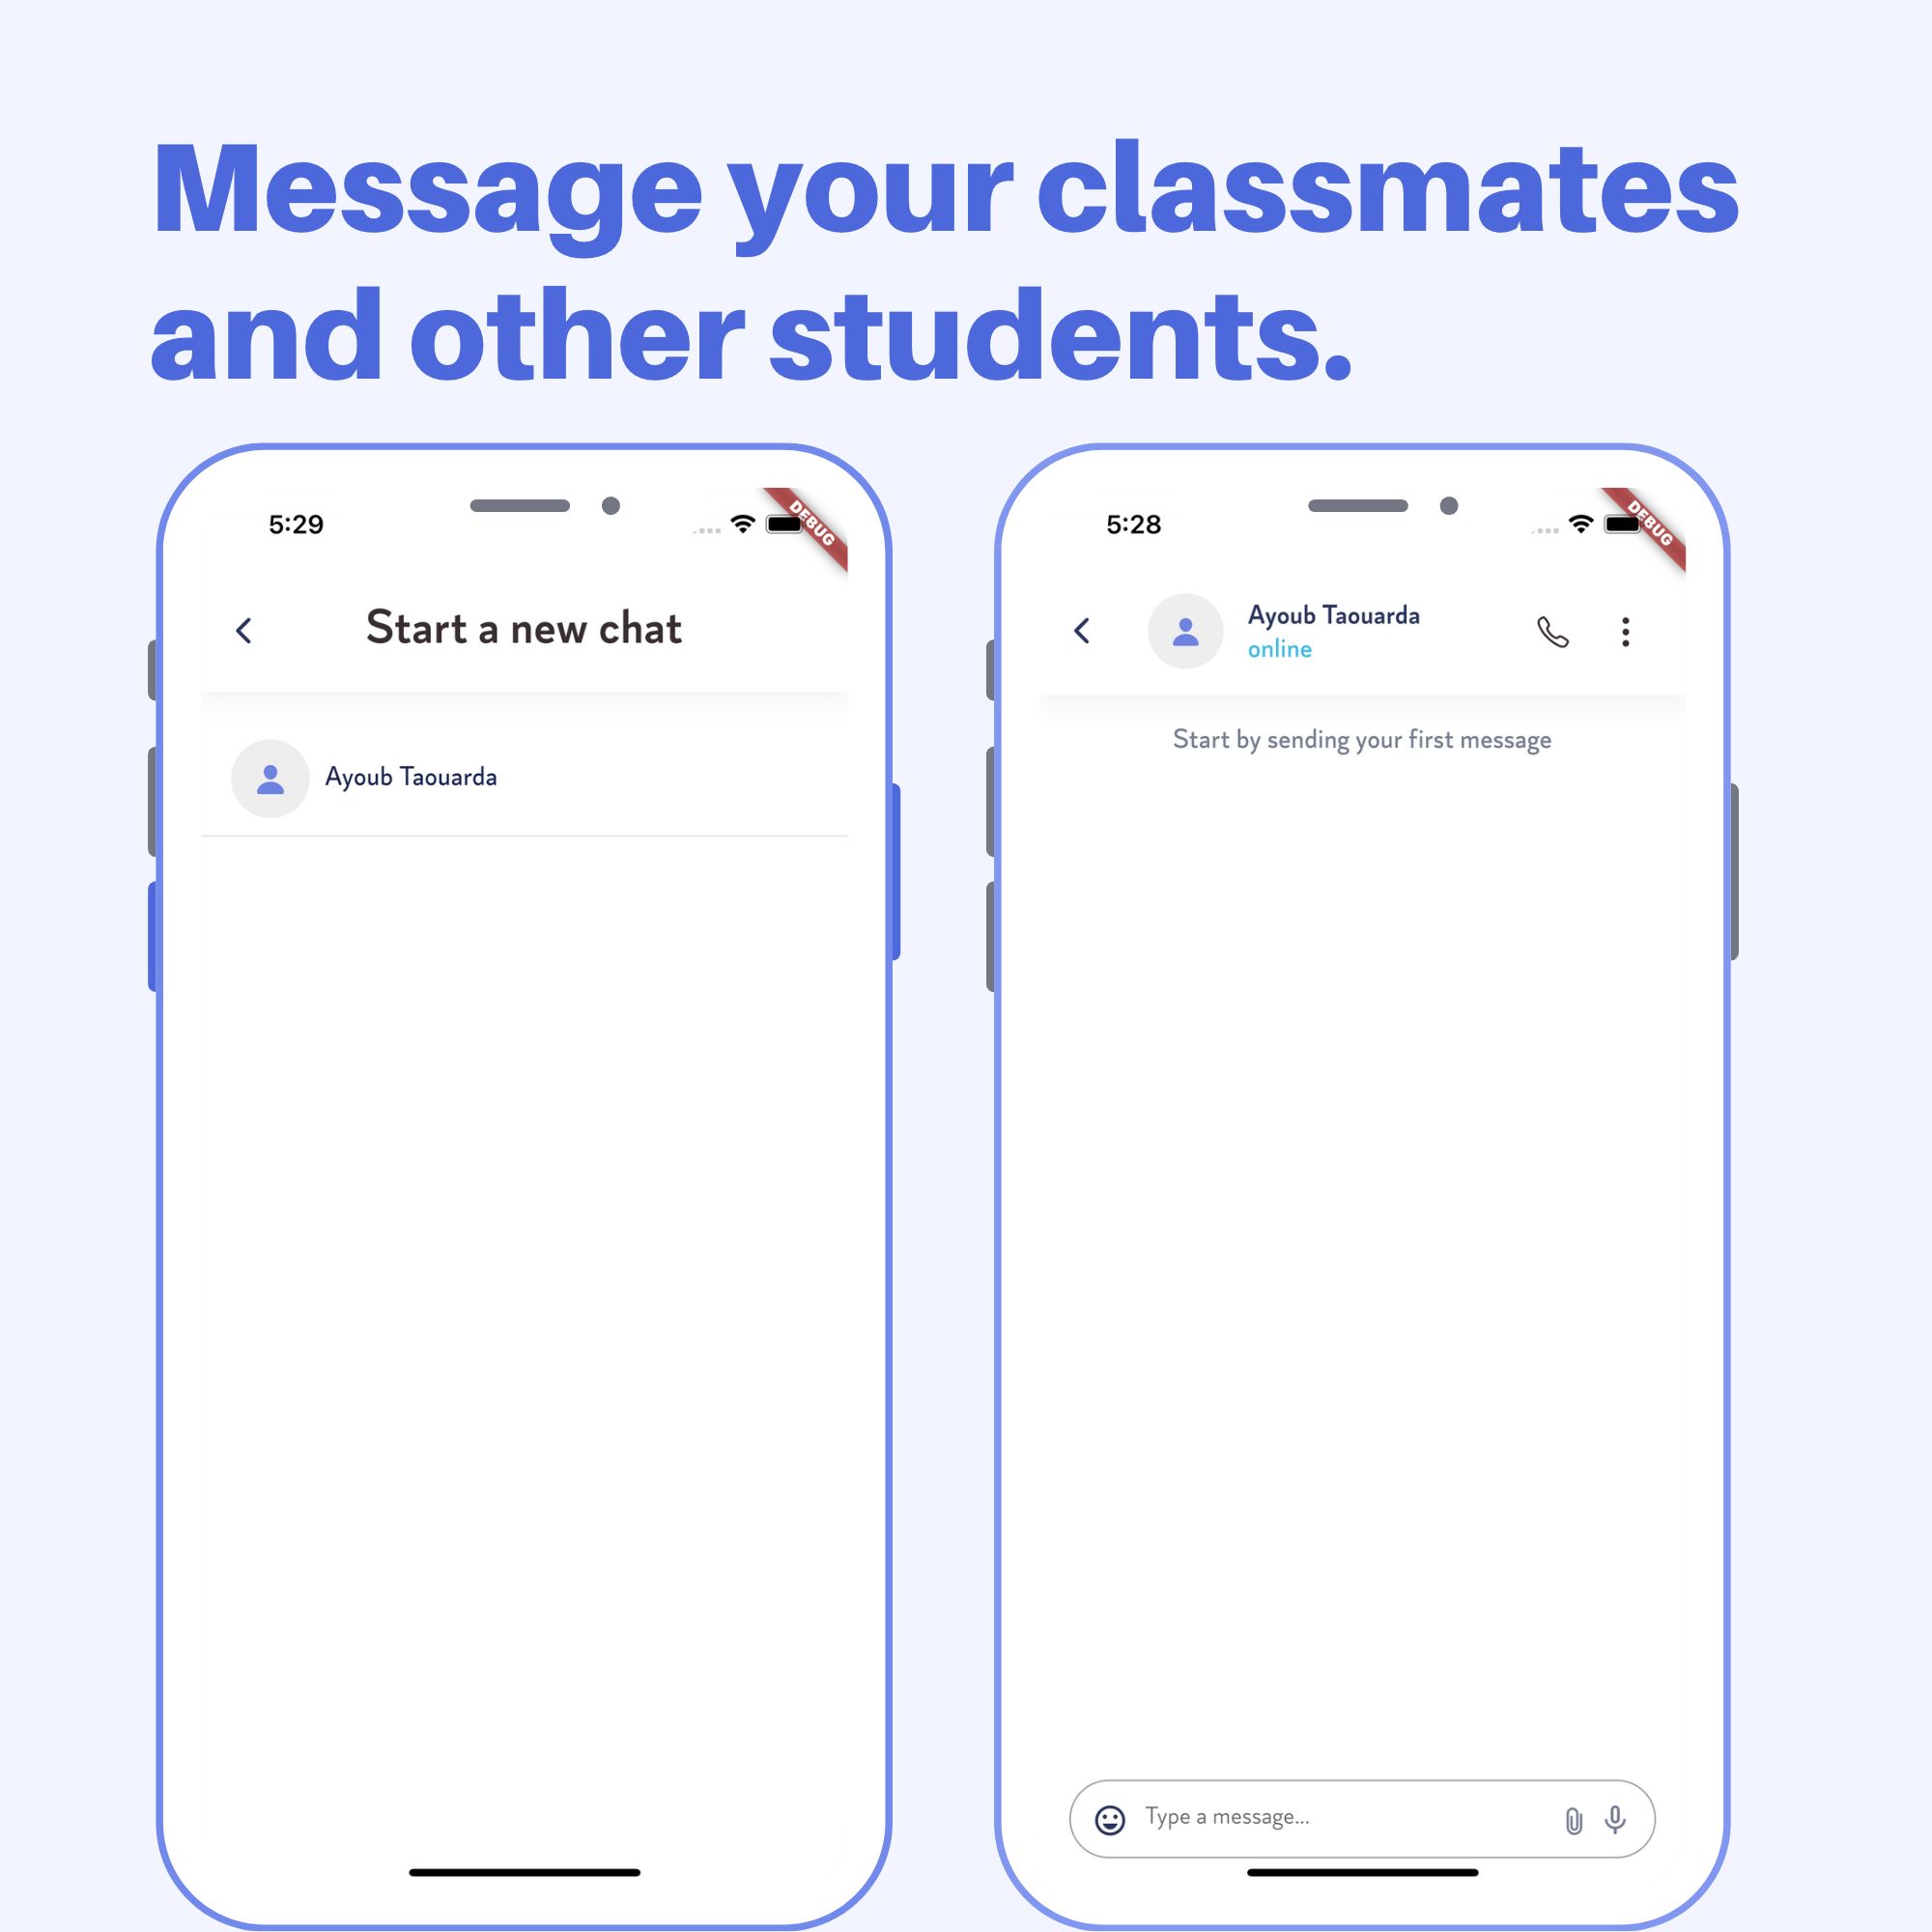 Message your classmates
and other students.
5:29
DEBUG
Start a new chat
Ayoub Taouarda
5:28
DEBUG
Ayoub Taouarda
online
Start by sending your first message
Type a message...